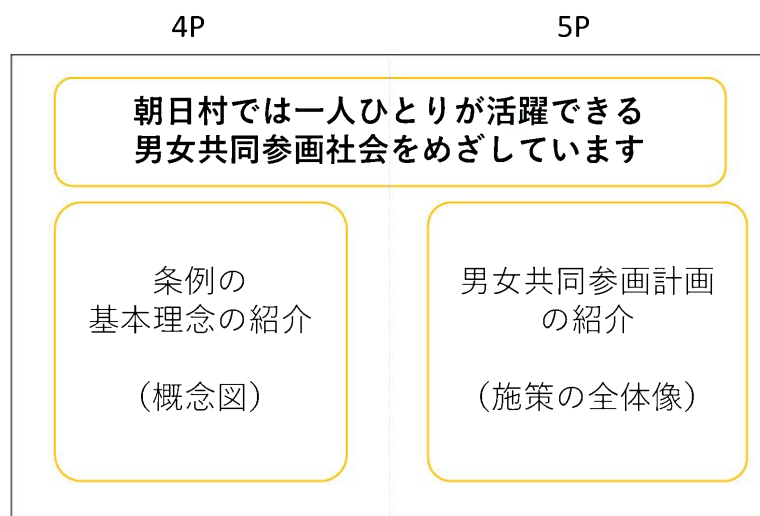 4P
5P
朝日村では一人ひとりが活躍できる
男女共同参画社会をめざしています
条例の
基本理念の紹介
（概念図）
男女共同参画計画
の紹介
（施策の全体像）